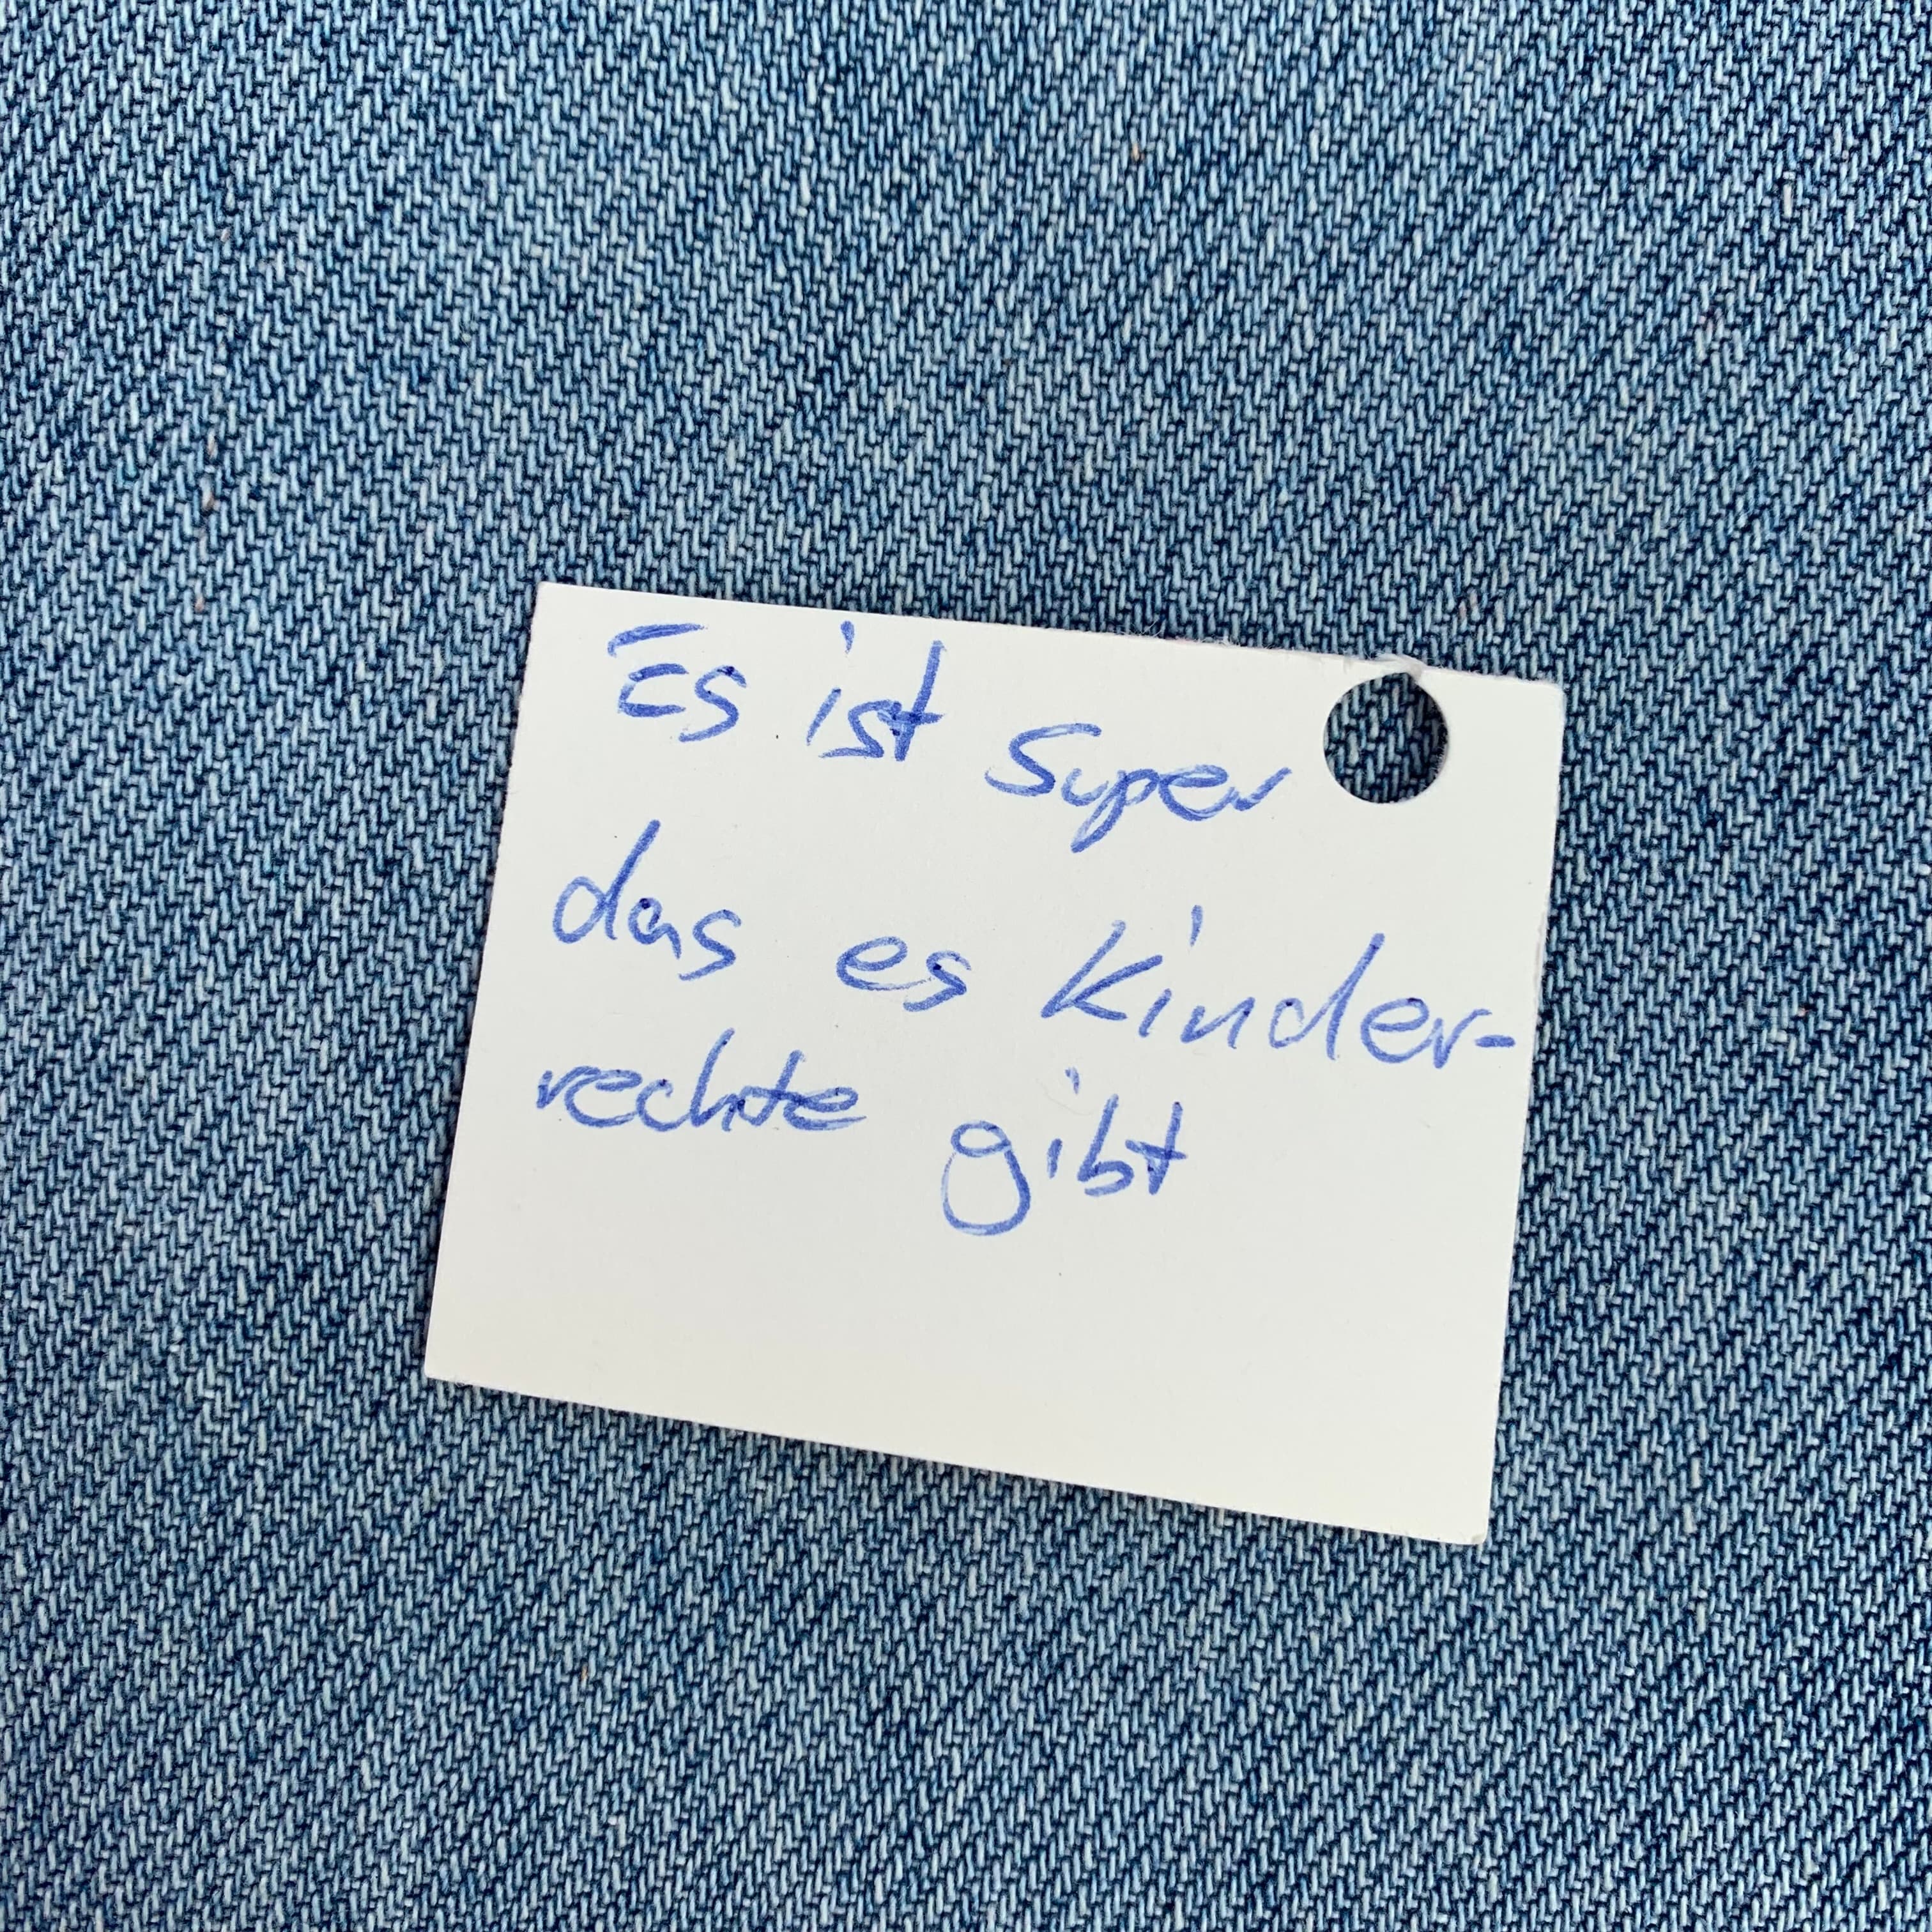 Es ist Super
das es Kinder-
rechte gibt